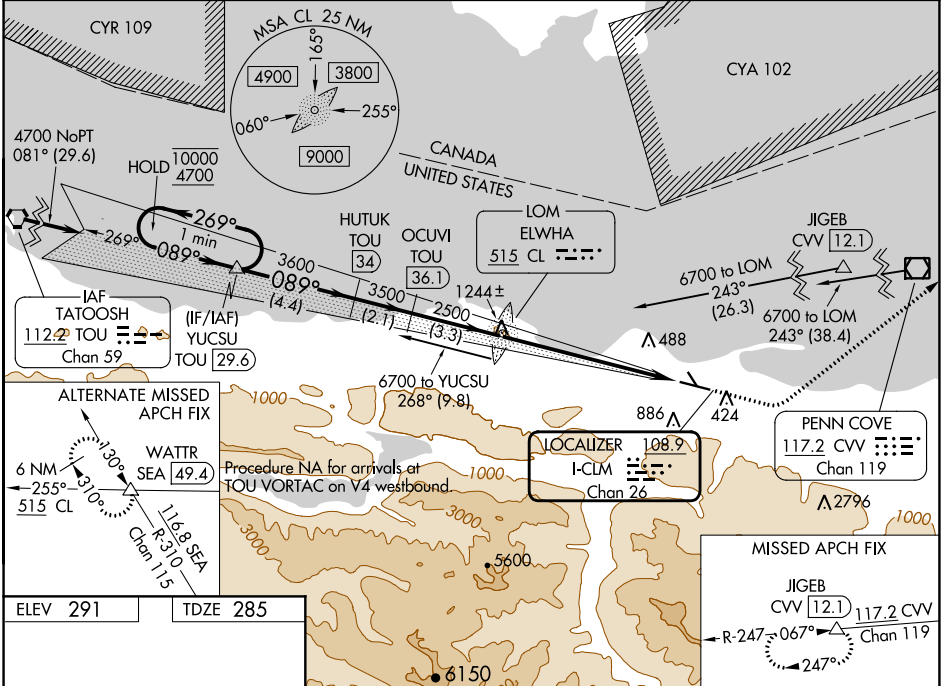 CYR 109
MSA CL 25 NM
165°
4900
3800
060°
255°
9000
CYA 102
CANADA
UNITED STATES
4700 NoPT
081° (29.6)
HOLD
10000
4700
269°
1 min
089°
269°
3600
089°
(4.4)
HUTUK
TOU
34
3500
(2.1)
OCUVI
TOU
36.1
2500
(3.3)
1244±
LOM
ELWHA
515 CL
JIGEB
CVV 12.1
6700 to LOM
243°
(26.3)
6700 to LOM
243° (38.4)
IAF
TATOOSH
112.2 TOU
Chan 59
(IF/IAF)
YUCSU
TOU 29.6
6700 to YUCSU
268° (9.8)
488
424
886
LOCALIZER 108.9
I-CLM
Chan 26
PENN COVE
117.2 CVV
Chan 119
ALTERNATE MISSED
APCH FIX
WATTR
SEA 49.4
130°
310°
6 NM
255°
515 CL
116.8 SEA
R-310
Chan 115
Procedure NA for arrivals at
TOU VORTAC on V4 westbound.
1000
1000
3000
3000
1000
5600
6150
2796
ELEV 291
TDZE 285
MISSED APCH FIX
JIGEB
CVV 12.1
117.2 CVV
Chan 119
R-247
067°
247°